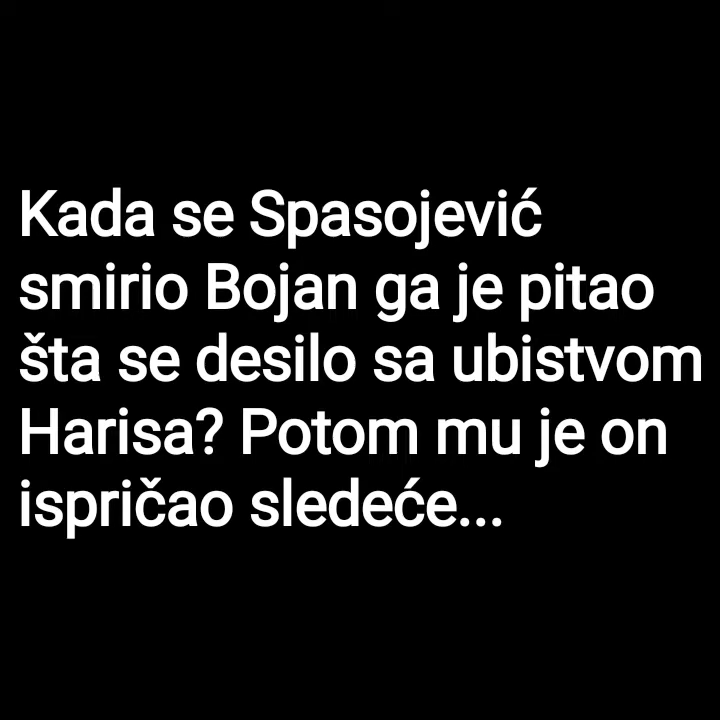 Kada se Spasojević
smirio Bojan ga je pitao
šta se desilo sa ubistvom
Harisa? Potom mu je on
ispričao sledeće...